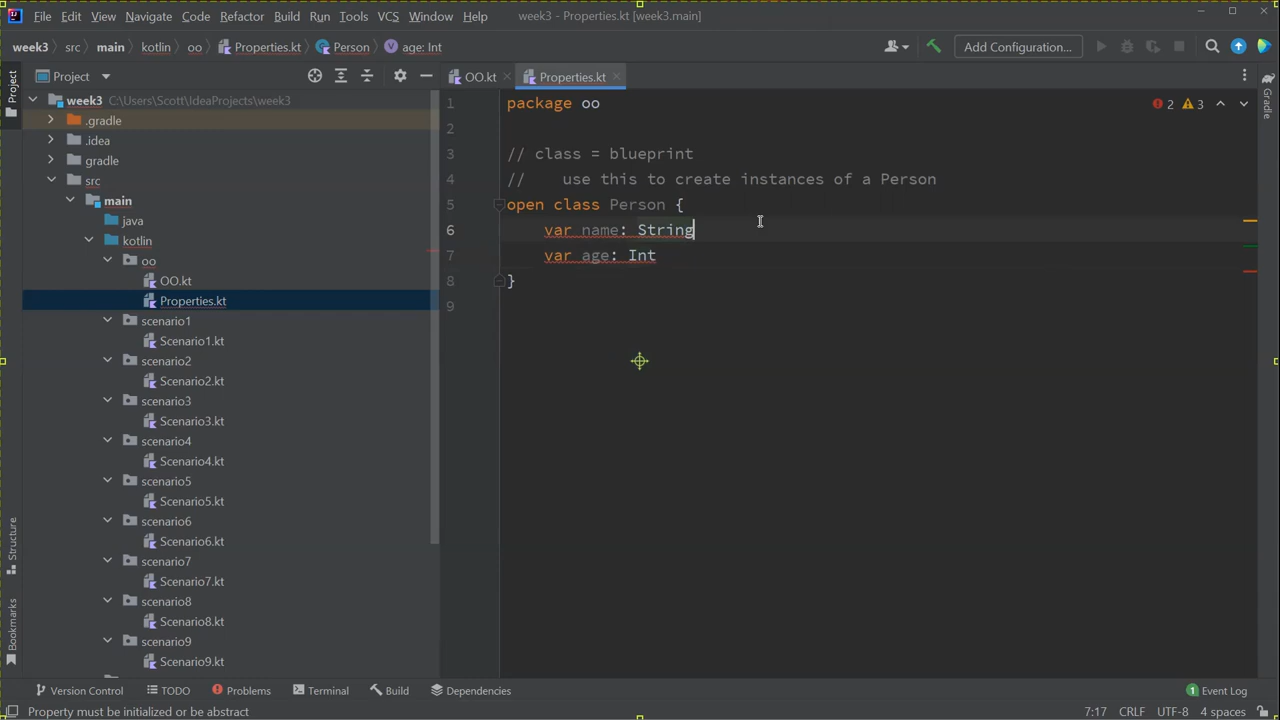 File Edit View Navigate Code Refactor Build Run Tools VCS Window Help week3 - Properties.kt [week3.main]
week3 src main kotlin oo Properties.kt Person age: Int Add Configuration...
Project OO.kt Properties.kt
Project
week3 C:\Users\Scott\IdeaProjects\week3
.gradle
.idea
gradle
src
main
java
kotlin
oo
OO.kt
Properties.kt
scenario1
Scenario1.kt
scenario2
Scenario2.kt
scenario3
Scenario3.kt
scenario4
Scenario4.kt
scenario5
Scenario5.kt
scenario6
Scenario6.kt
scenario7
Scenario7.kt
scenario8
Scenario8.kt
scenario9
Scenario9.kt
Structure
Bookmarks
1 package oo
2
3 // class = blueprint
4 //    use this to create instances of a Person
5 open class Person {
6     var name: String
7     var age: Int
8 }
9
2 3
Gradle
Version Control TODO Problems Terminal Build Dependencies 1 Event Log
Property must be initialized or be abstract 7:17 CRLF UTF-8 4 spaces